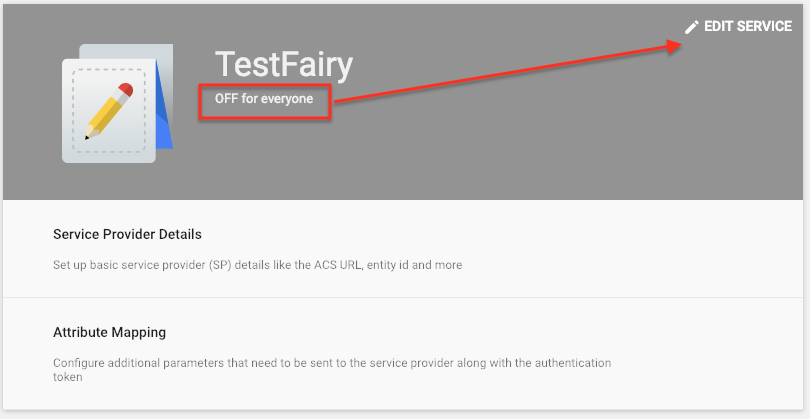 EDIT SERVICE
TestFairy
OFF for everyone
Service Provider Details
Set up basic service provider (SP) details like the ACS URL, entity id and more
Attribute Mapping
Configure additional parameters that need to be sent to the service provider along with the authentication
token